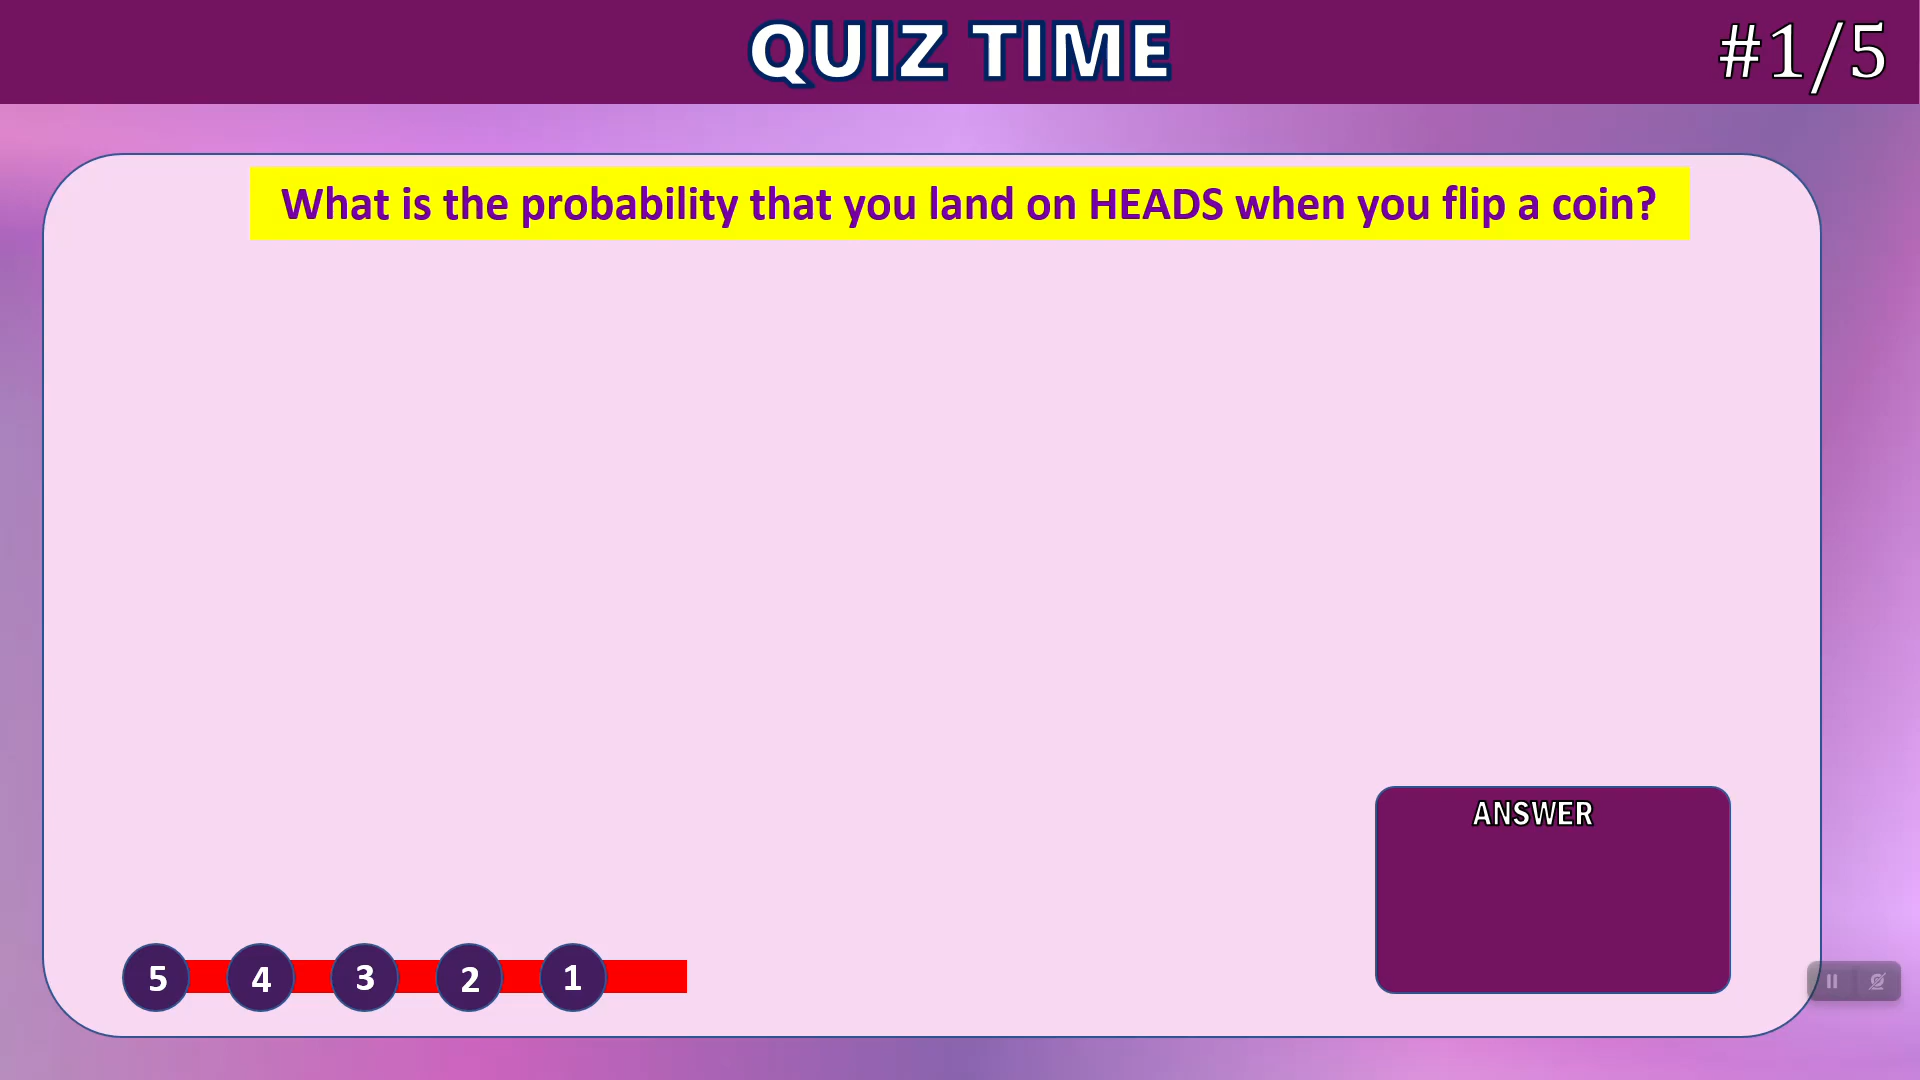 QUIZ TIME
#1/5
What is the probability that you land on HEADS when you flip a coin?
ANSWER
5 4 3 2 1